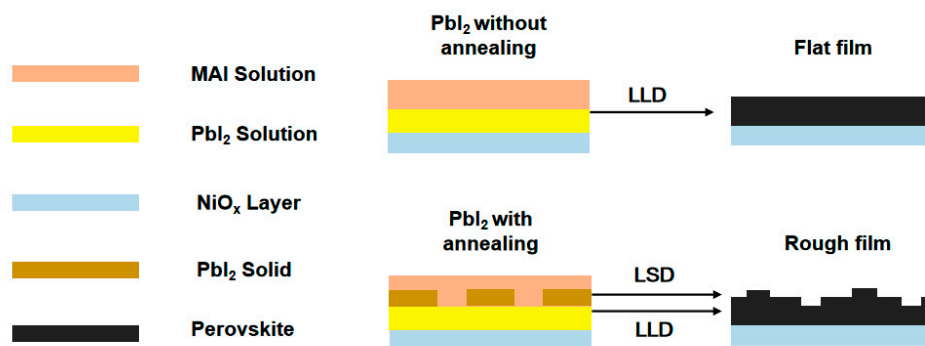 MAI Solution
PbI₂ Solution
NiOₓ Layer
PbI₂ Solid
Perovskite
PbI₂ without
annealing
LLD
Flat film
PbI₂ with
annealing
LSD
LLD
Rough film